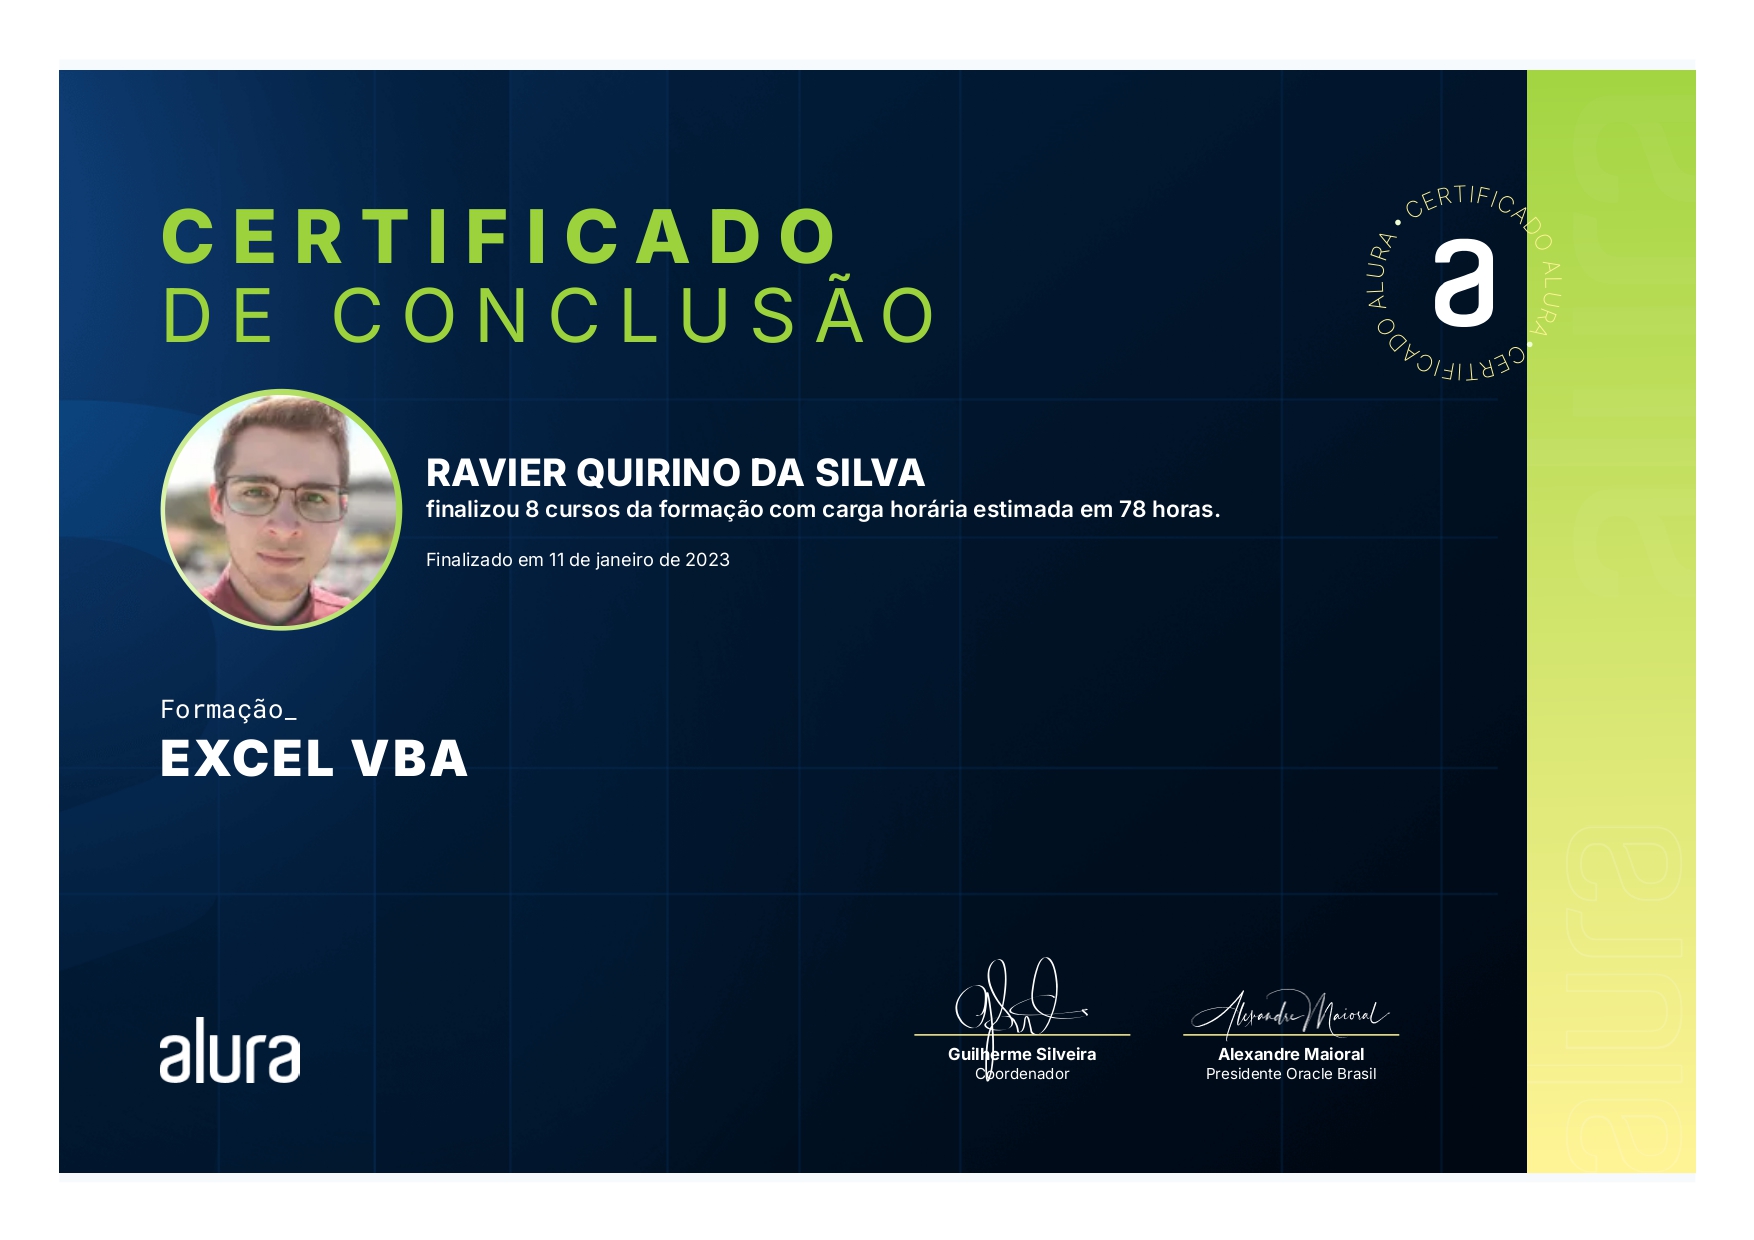 CERTIFICADO
DE CONCLUSÃO
• CERTIFICADO ALURA • CERTIFICADO ALURA
a
RAVIER QUIRINO DA SILVA
finalizou 8 cursos da formação com carga horária estimada em 78 horas.
Finalizado em 11 de janeiro de 2023
Formação_
EXCEL VBA
alura
Alexandre Maioral
Guilherme Silveira
Coordenador
Alexandre Maioral
Presidente Oracle Brasil
alura
alura